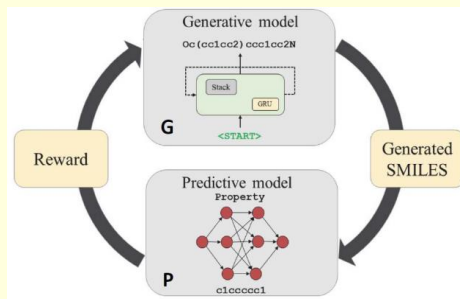 Generative model
Oc(cc1cc2)ccc1cc2N
Stack
GRU
G
<START>
Reward
Generated
SMILES
Predictive model
Property
P
c1ccccc1